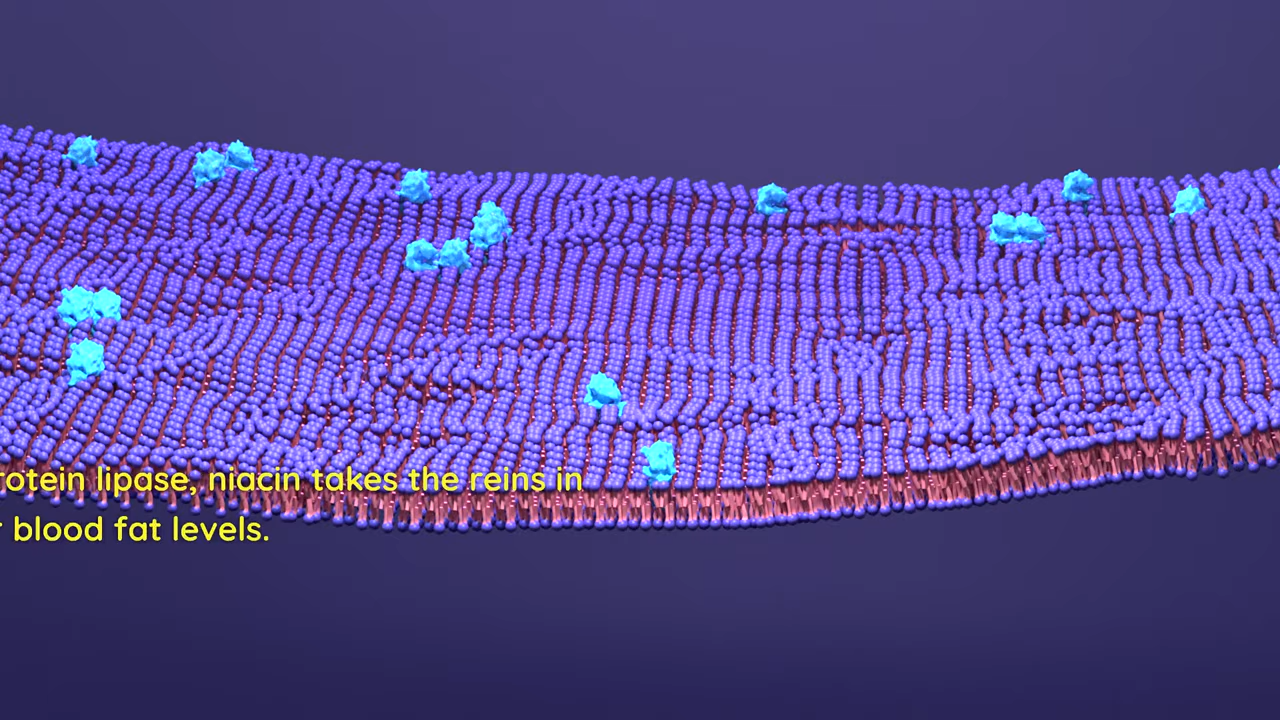 rotein lipase, niacin takes the reins in
r blood fat levels.